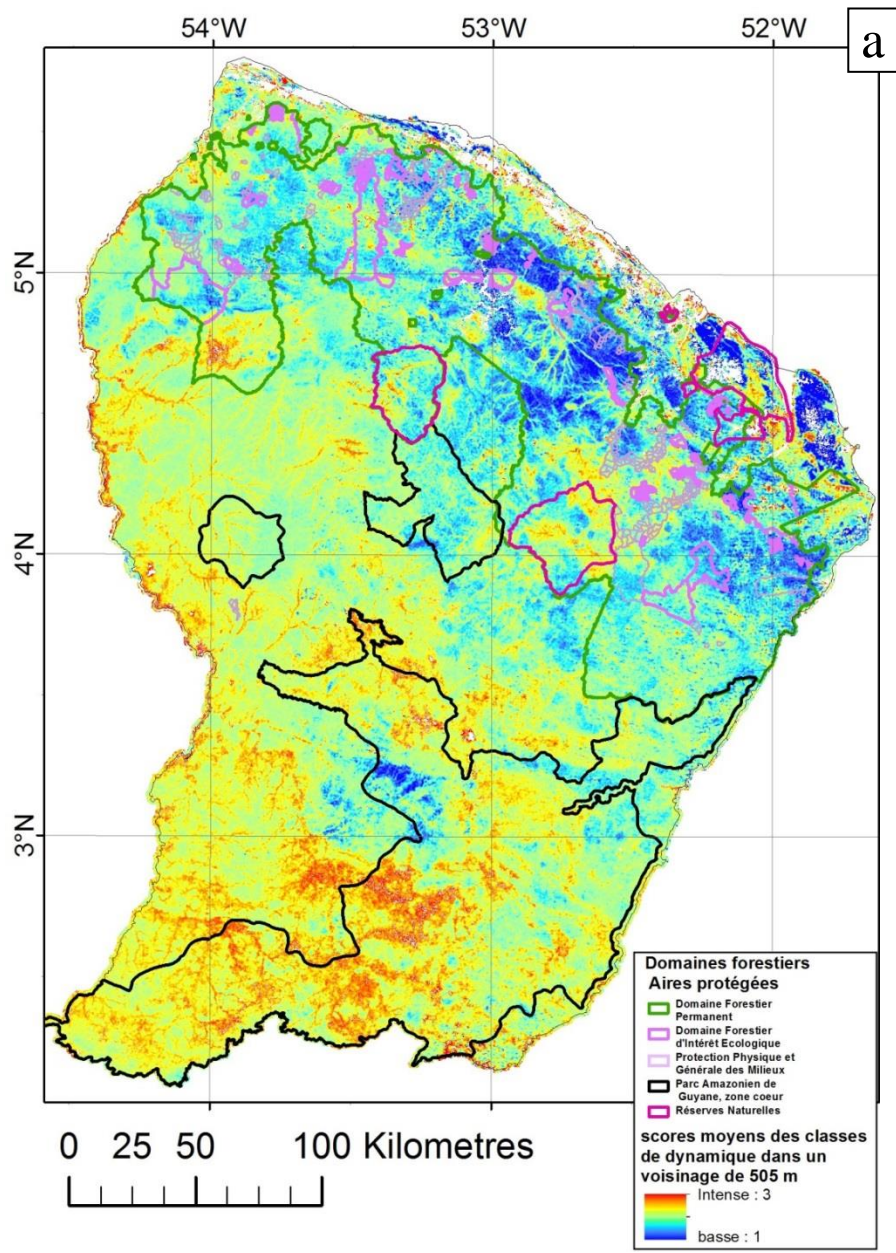 54°W 53°W 52°W
a
5°N
4°N
3°N
Domaines forestiers
Aires protégées
Domaine Forestier
Permanent
Domaine Forestier
d'Intérêt Ecologique
Protection Physique et
Générale des Milieux
Parc Amazonien de
Guyane, zone coeur
Réserves Naturelles
scores moyens des classes
de dynamique dans un
voisinage de 505 m
Intense : 3
basse : 1
0 25 50 100 Kilometres